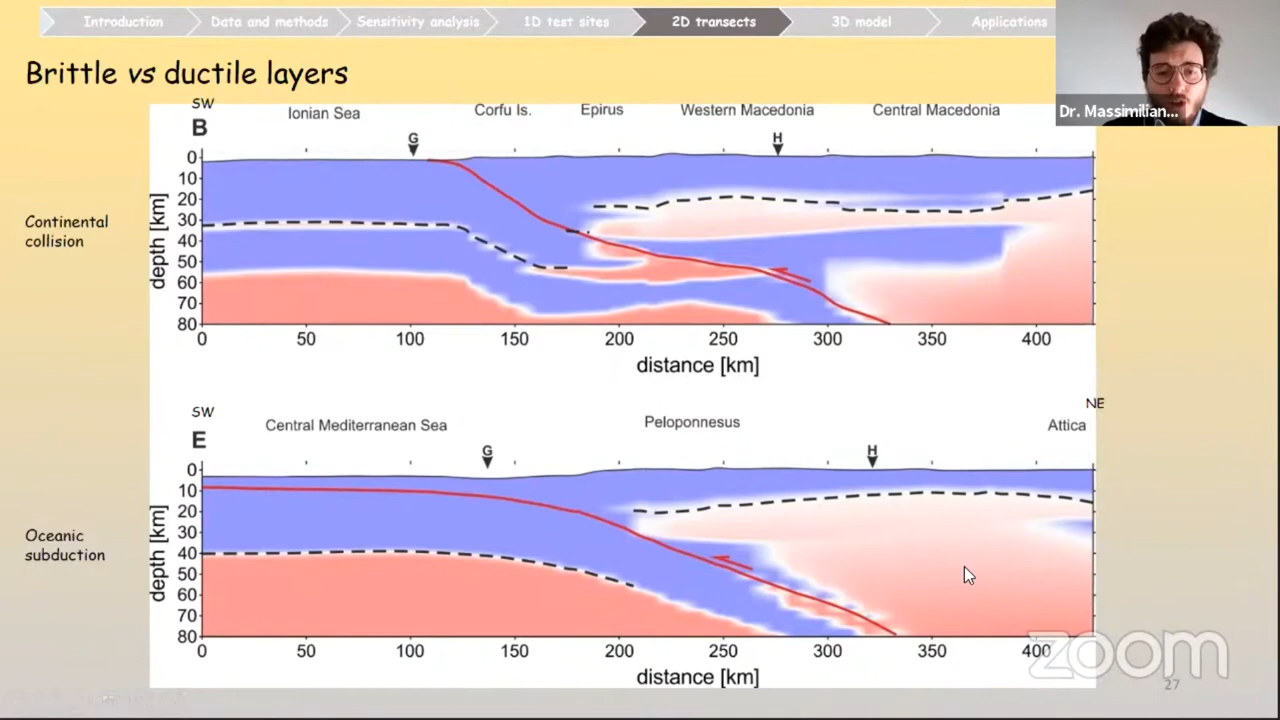 Introduction
Data and methods
Sensitivity analysis
1D test sites
2D transects
3D model
Applications
Dr. Massimilian...
Brittle vs ductile layers
SW
Ionian Sea
Corfu Is.
Epirus
Western Macedonia
Central Macedonia
B
G
H
Continental
collision
depth [km]
0
10
20
30
40
50
60
70
80
0 50 100 150 200 250 300 350 400
distance [km]
SW
NE
Central Mediterranean Sea
Peloponnesus
Attica
E
G
H
Oceanic
subduction
depth [km]
0
10
20
30
40
50
60
70
80
0 50 100 150 200 250 300 350 400
distance [km]
zoom
27